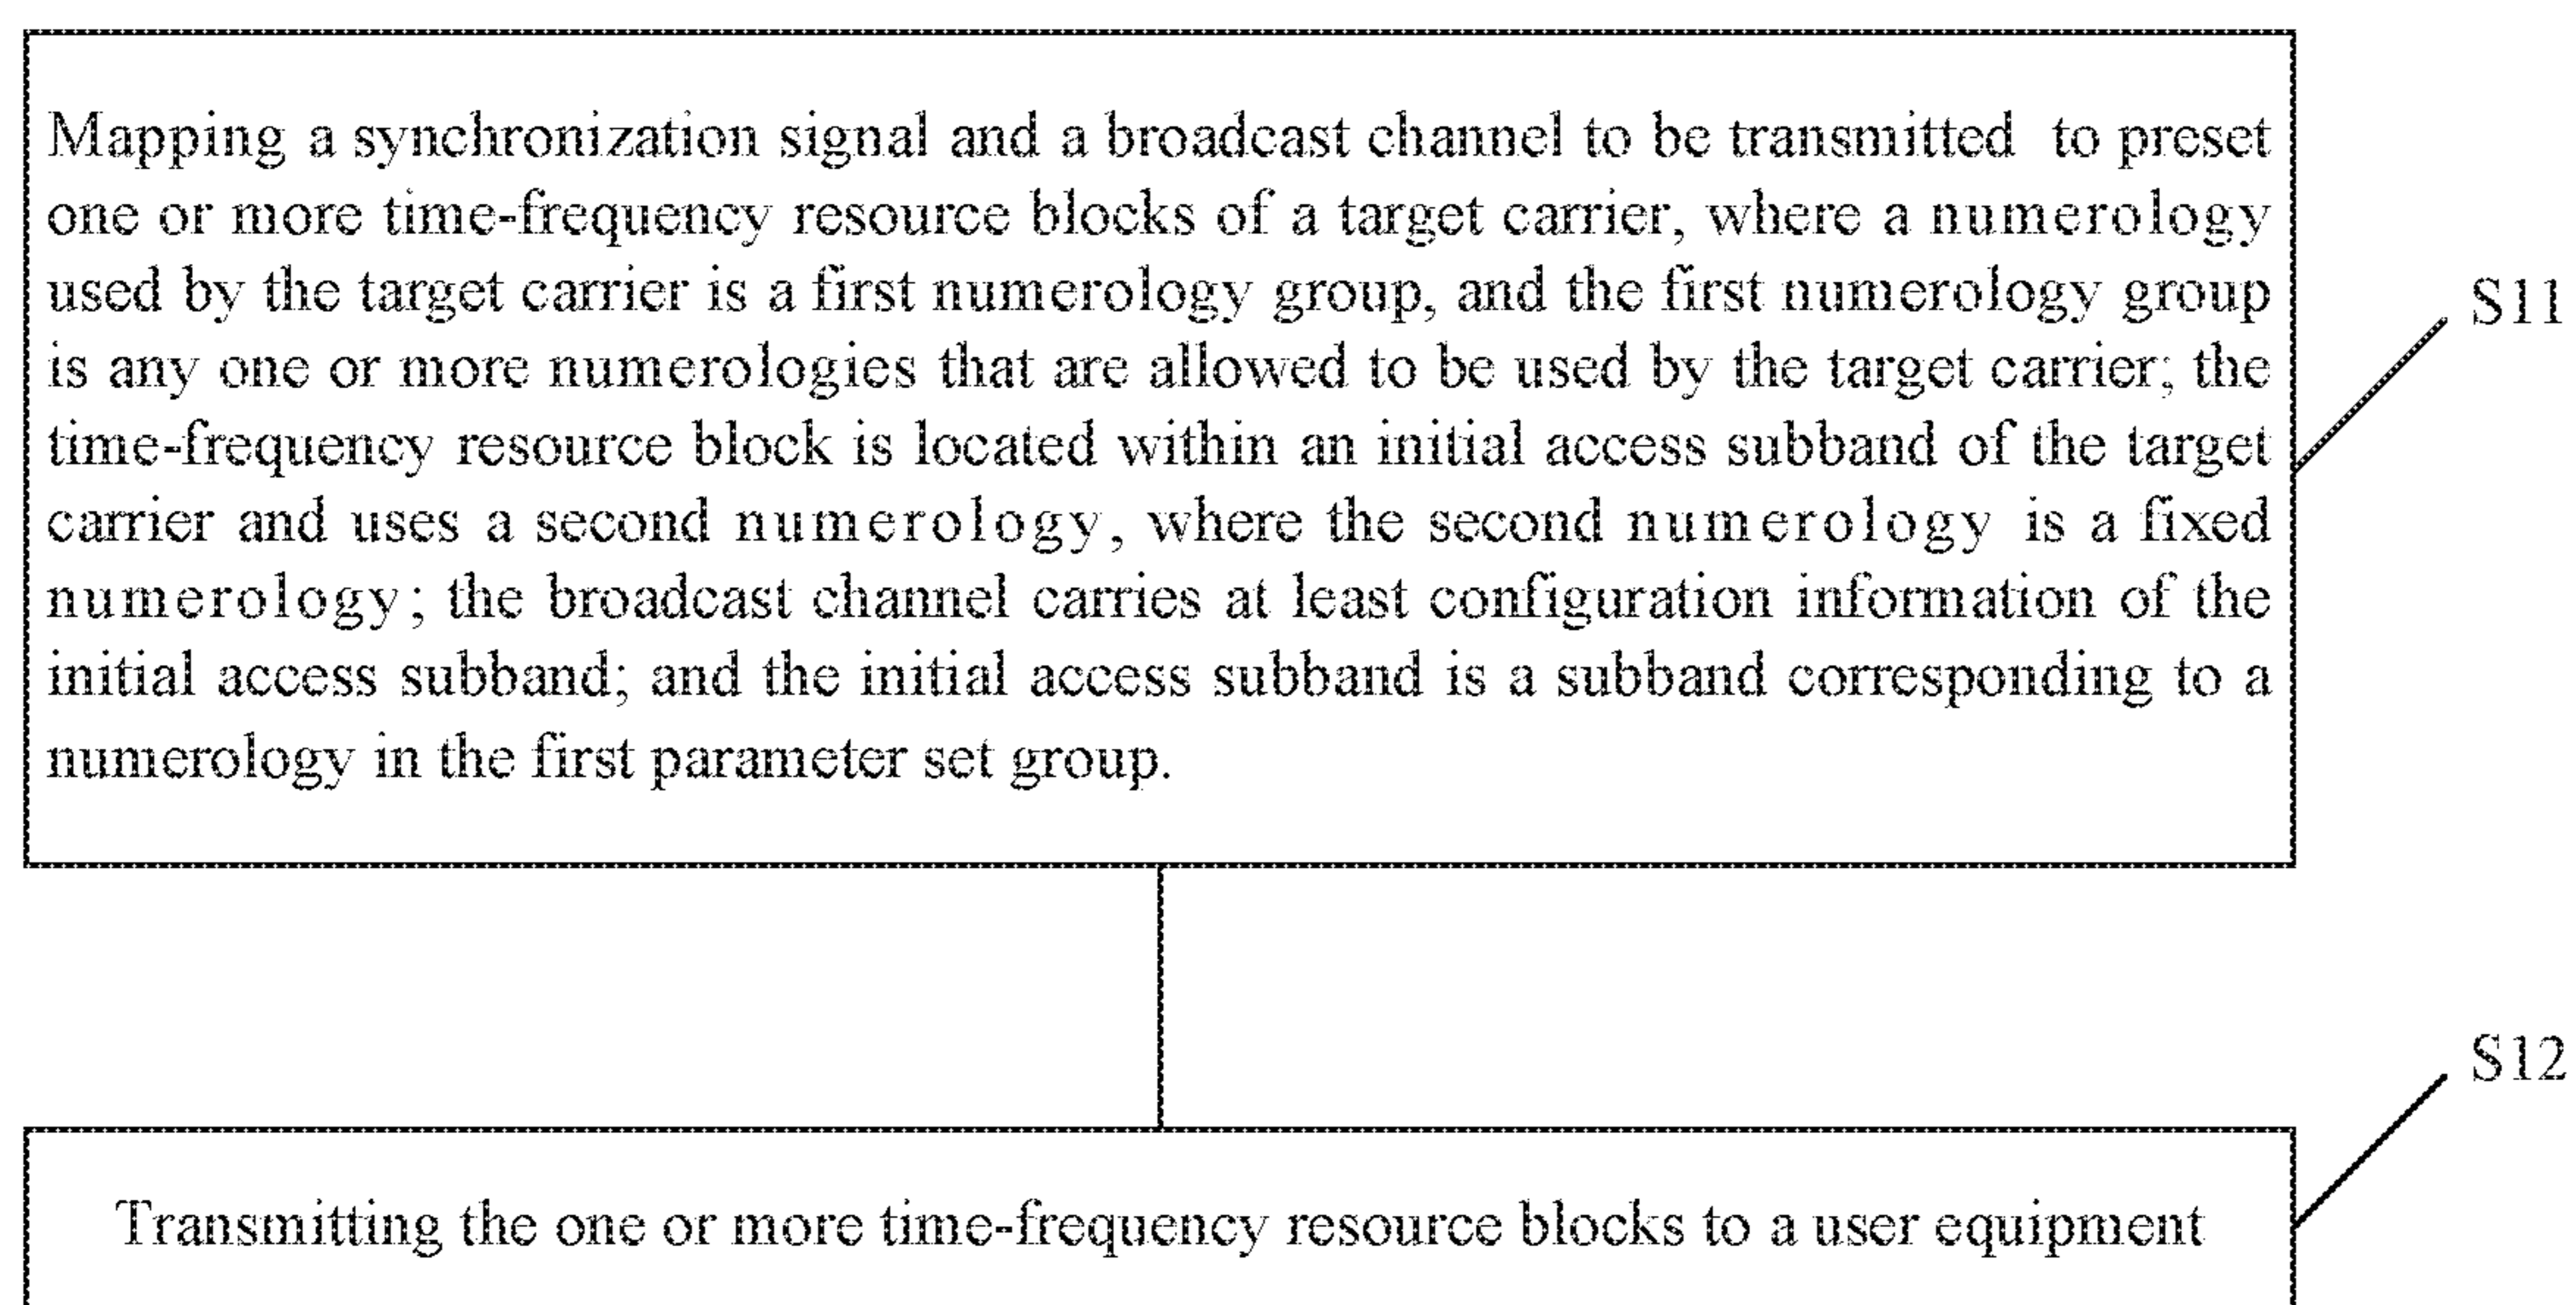 Mapping a synchronization signal and a broadcast channel to be transmitted to preset
one or more time-frequency resource blocks of a target carrier, where a numerology
used by the target carrier is a first numerology group, and the first numerology group
is any one or more numerologies that are allowed to be used by the target carrier; the
time-frequency resource block is located within an initial access subband of the target
carrier and uses a second numerology, where the second numerology is a fixed
numerology; the broadcast channel carries at least configuration information of the
initial access subband; and the initial access subband is a subband corresponding to a
numerology in the first parameter set group.
S11
S12
Transmitting the one or more time-frequency resource blocks to a user equipment